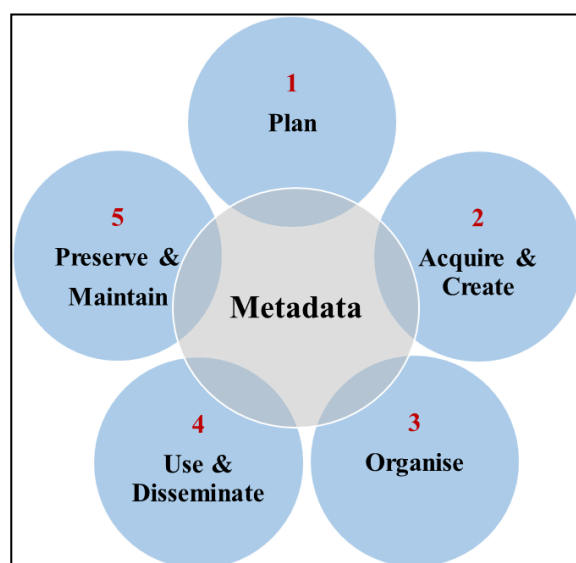 1
Plan
2
Acquire &
Create
3
Organise
4
Use &
Disseminate
5
Preserve &
Maintain
Metadata